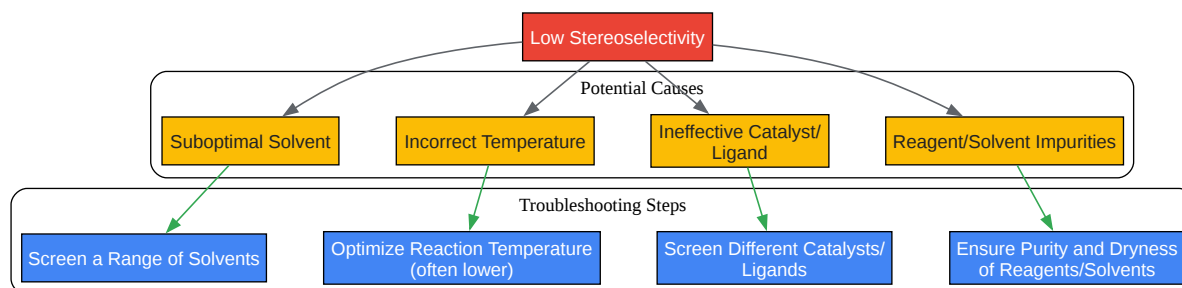 Low Stereoselectivity
Potential Causes
Suboptimal Solvent
Incorrect Temperature
Ineffective Catalyst/
Ligand
Reagent/Solvent Impurities
Troubleshooting Steps
Screen a Range of Solvents
Optimize Reaction Temperature
(often lower)
Screen Different Catalysts/
Ligands
Ensure Purity and Dryness
of Reagents/Solvents